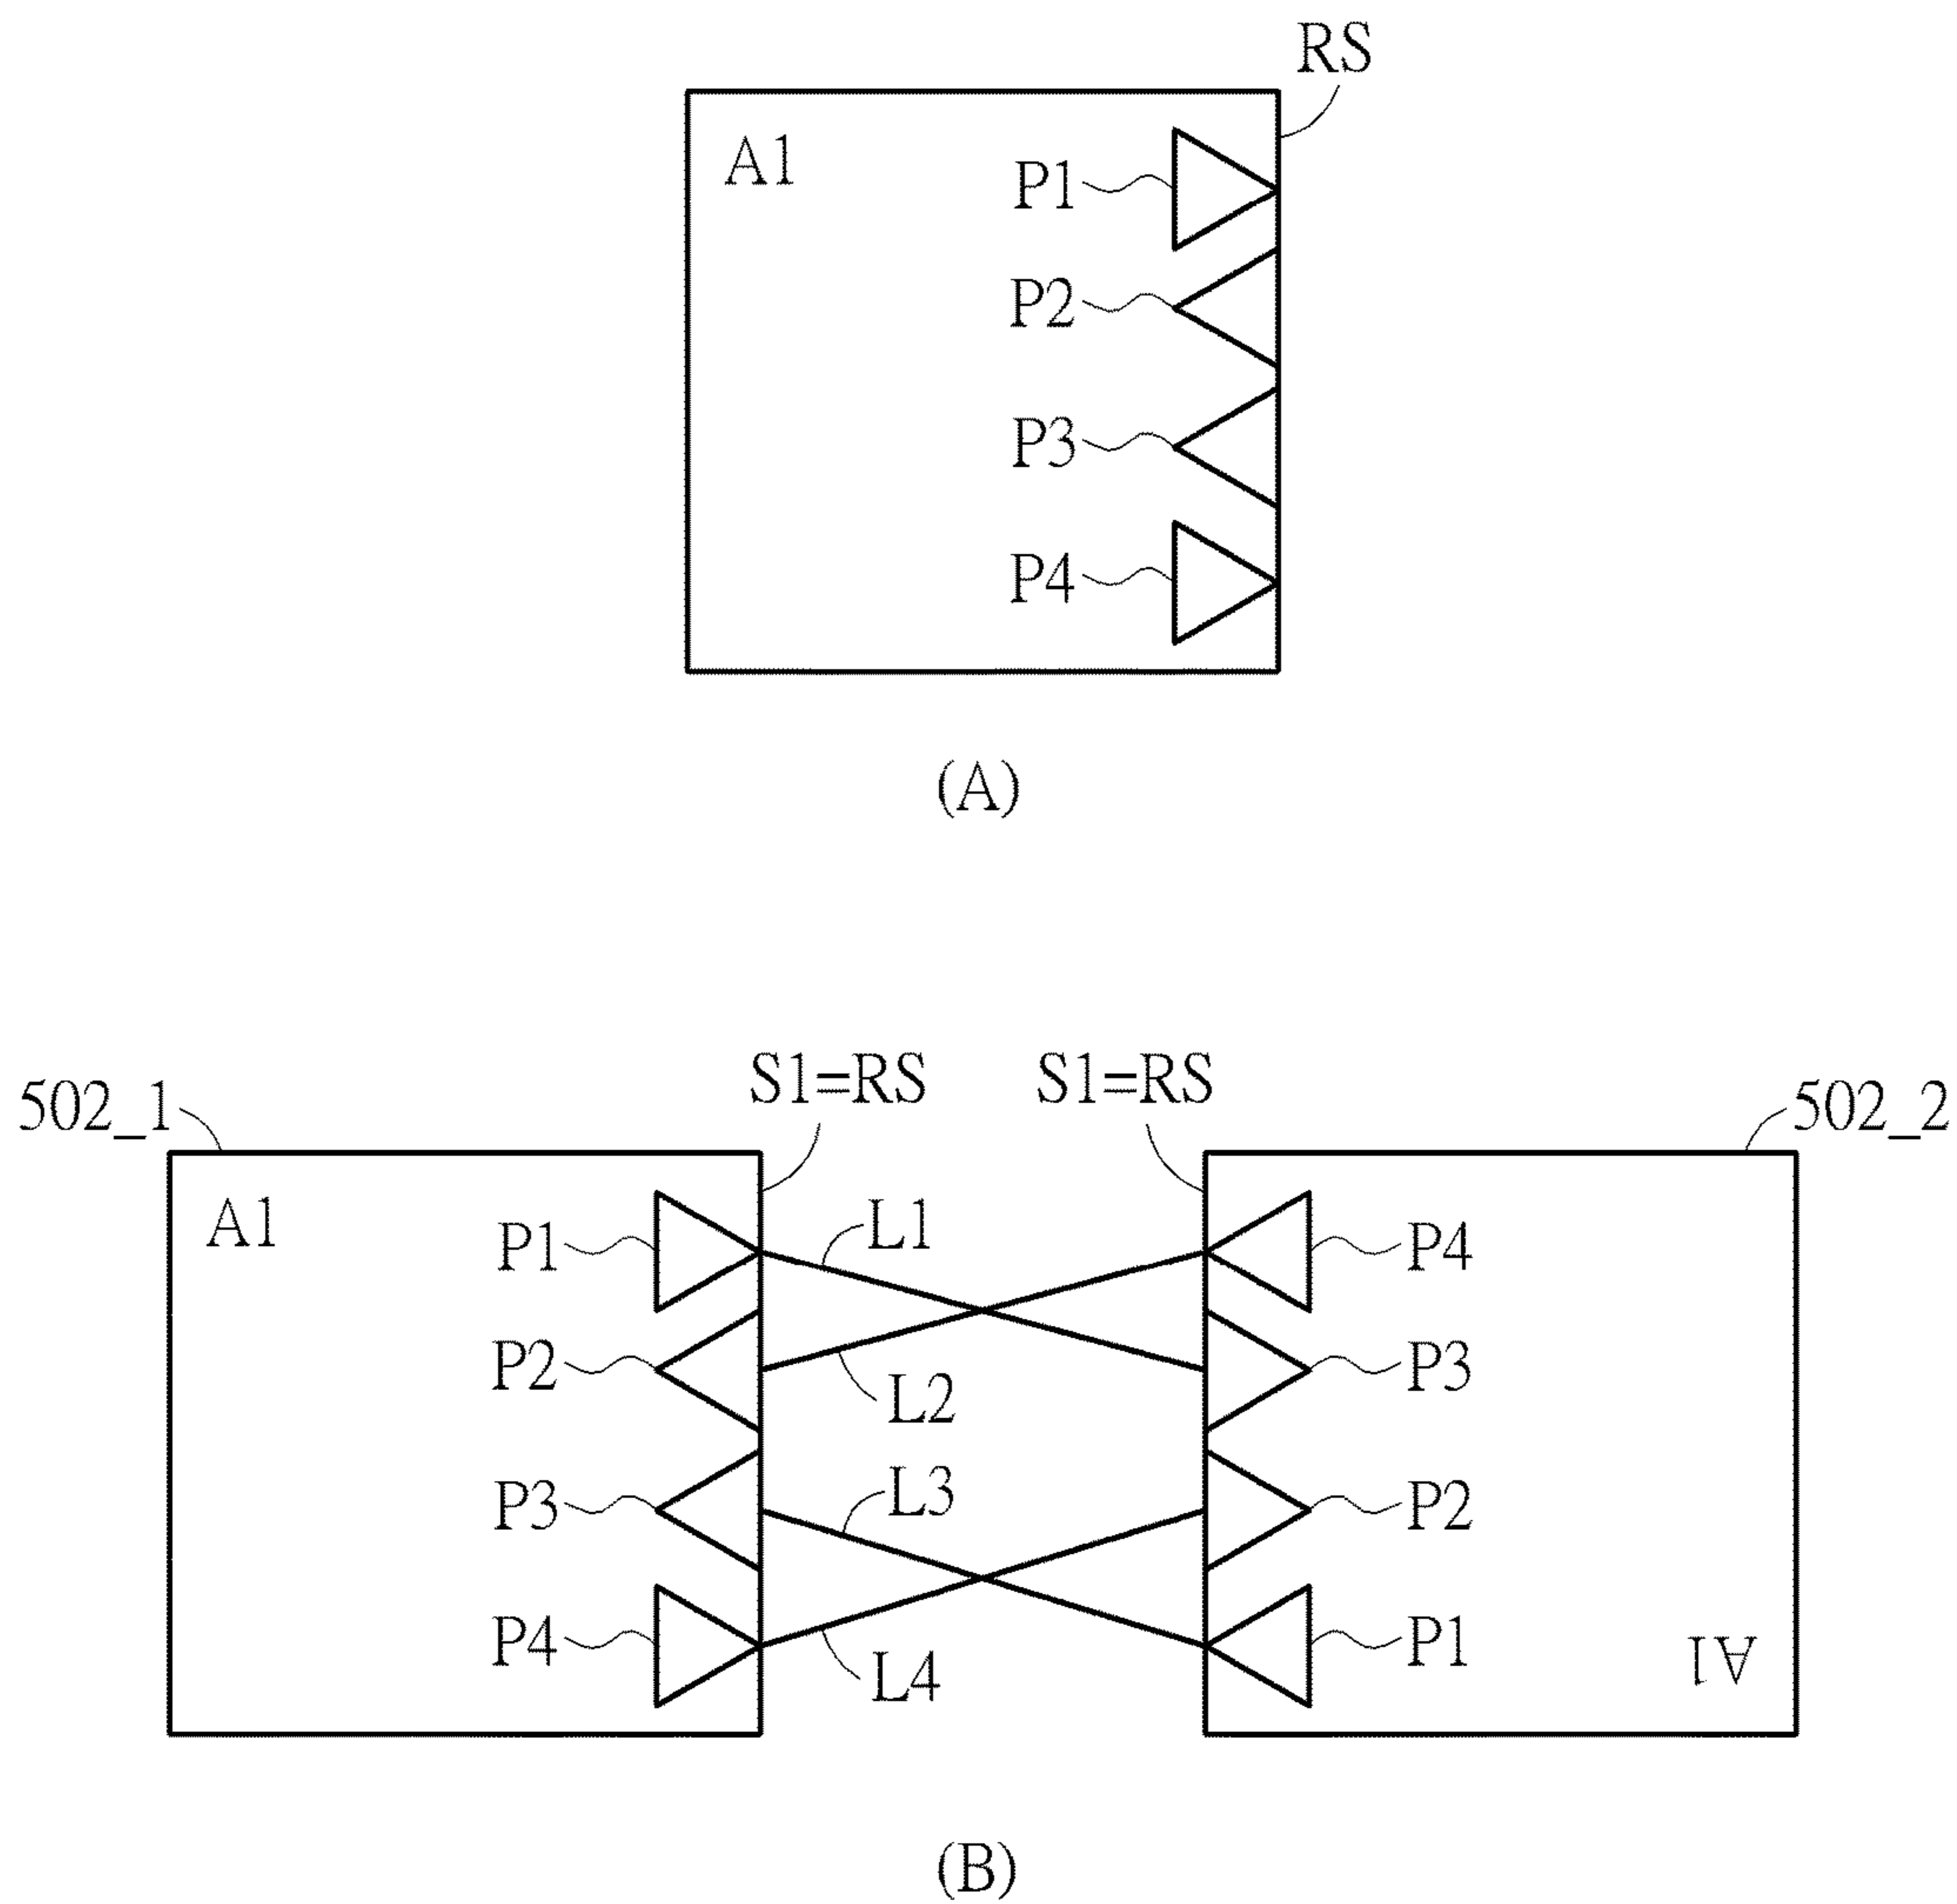 RS
A1
P1
P2
P3
P4
(A)
S1=RS S1=RS
502_1 502_2
A1 P1 L1 P4
P2 L2 P3
P3 L3 P2
P4 L4 P1
A1
(B)